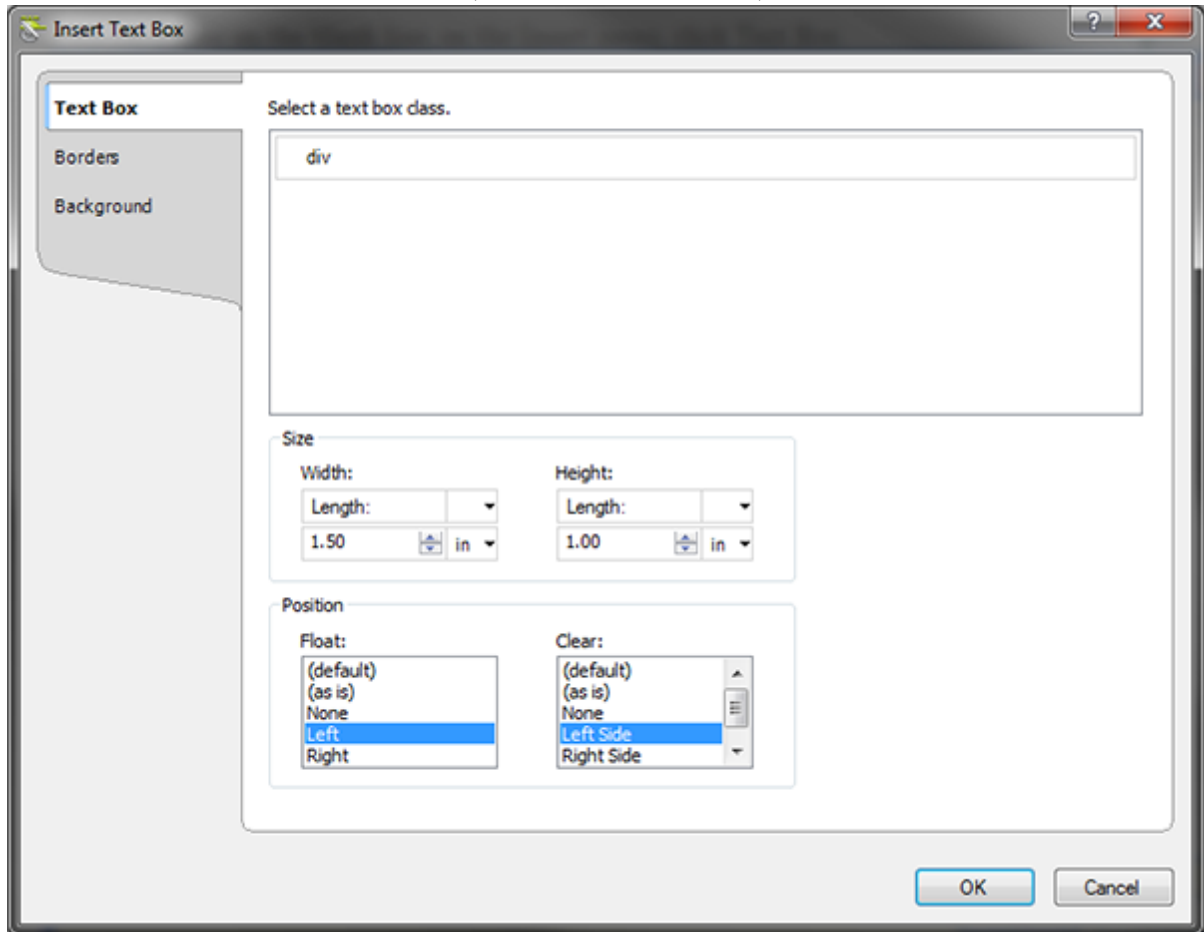 Insert Text Box
?
Text Box
Borders
Background
Select a text box class.
div
Size
Width:
Height:
Length:
Length:
1.50
in
1.00
in
Position
Float:
Clear:
(default)
(as is)
None
Left
Right
(default)
(as is)
None
Left Side
Right Side
OK
Cancel